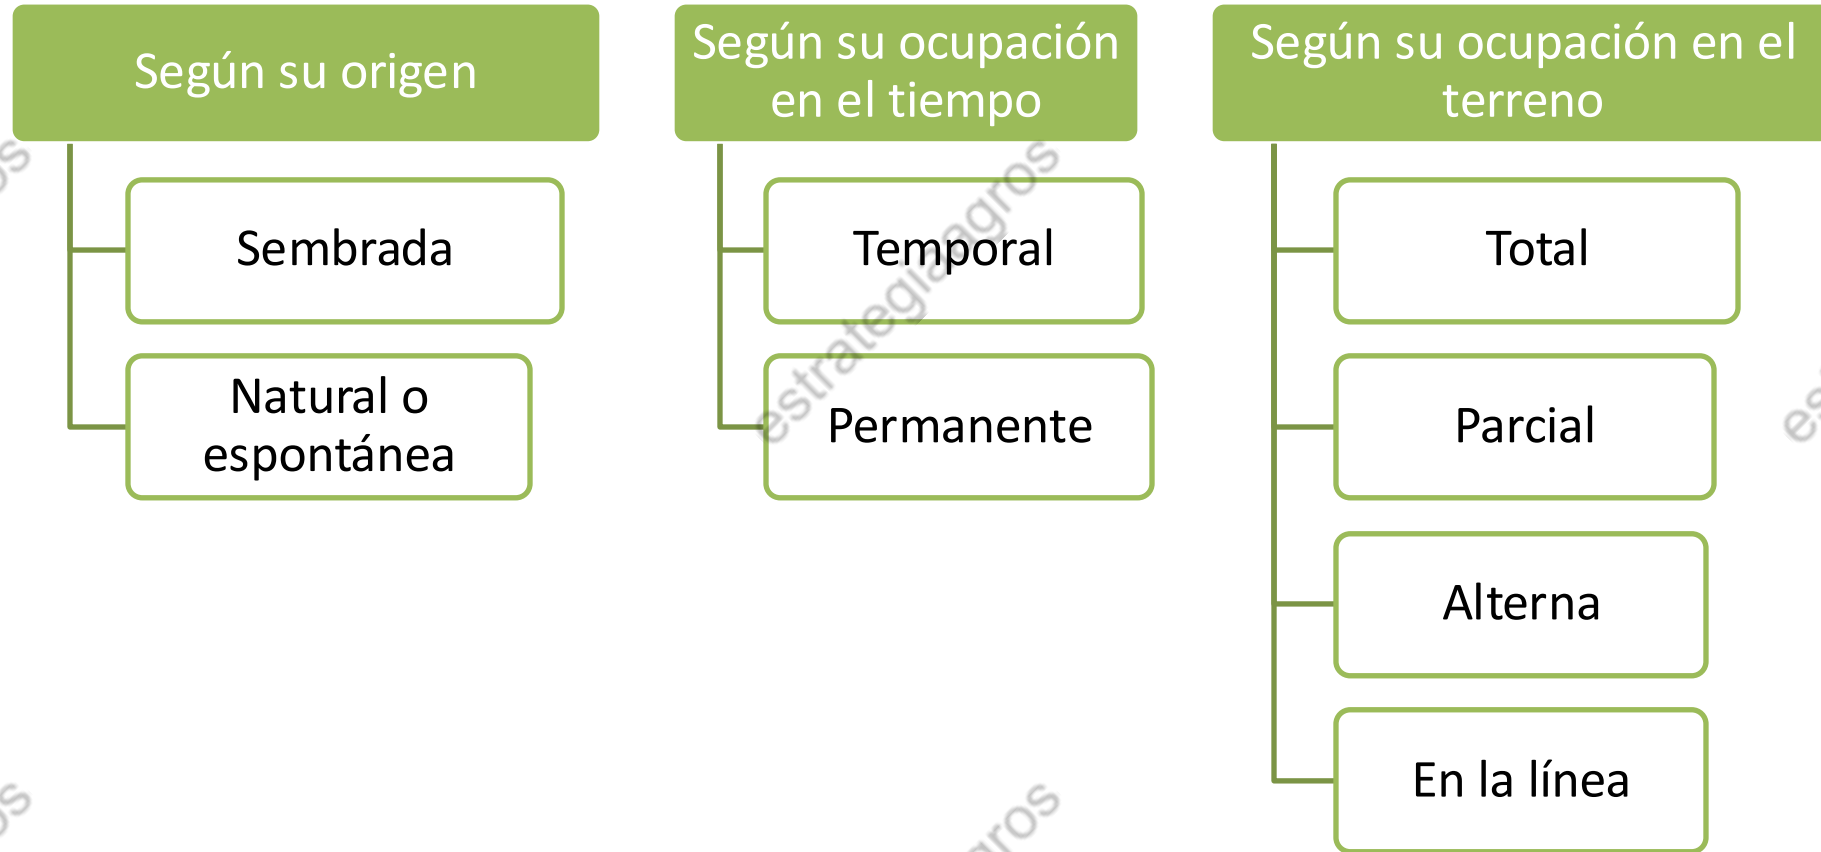 Según su origen
Sembrada
Natural o
espontánea
Según su ocupación
en el tiempo
Temporal
Permanente
Según su ocupación en el
terreno
Total
Parcial
Alterna
En la línea
estrategiaagros